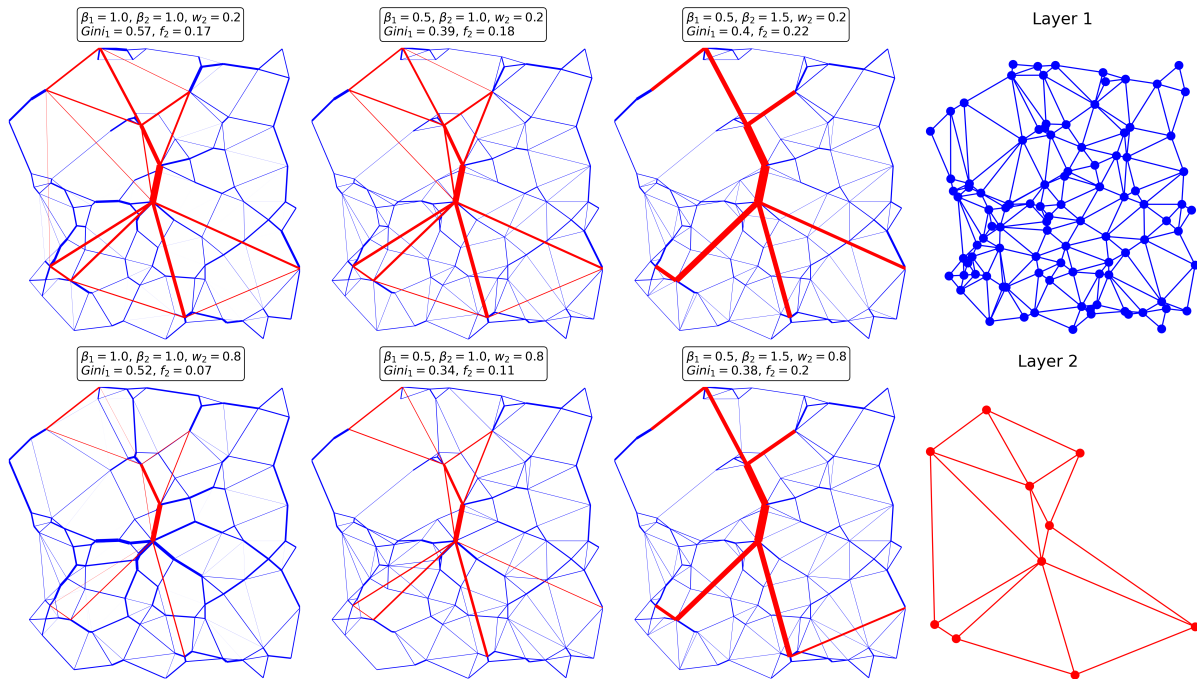 β₁ = 1.0, β₂ = 1.0, w₂ = 0.2
Gini₁ = 0.57, f₂ = 0.17
β₁ = 0.5, β₂ = 1.0, w₂ = 0.2
Gini₁ = 0.39, f₂ = 0.18
β₁ = 0.5, β₂ = 1.5, w₂ = 0.2
Gini₁ = 0.4, f₂ = 0.22
Layer 1
β₁ = 1.0, β₂ = 1.0, w₂ = 0.8
Gini₁ = 0.52, f₂ = 0.07
β₁ = 0.5, β₂ = 1.0, w₂ = 0.8
Gini₁ = 0.34, f₂ = 0.11
β₁ = 0.5, β₂ = 1.5, w₂ = 0.8
Gini₁ = 0.38, f₂ = 0.2
Layer 2